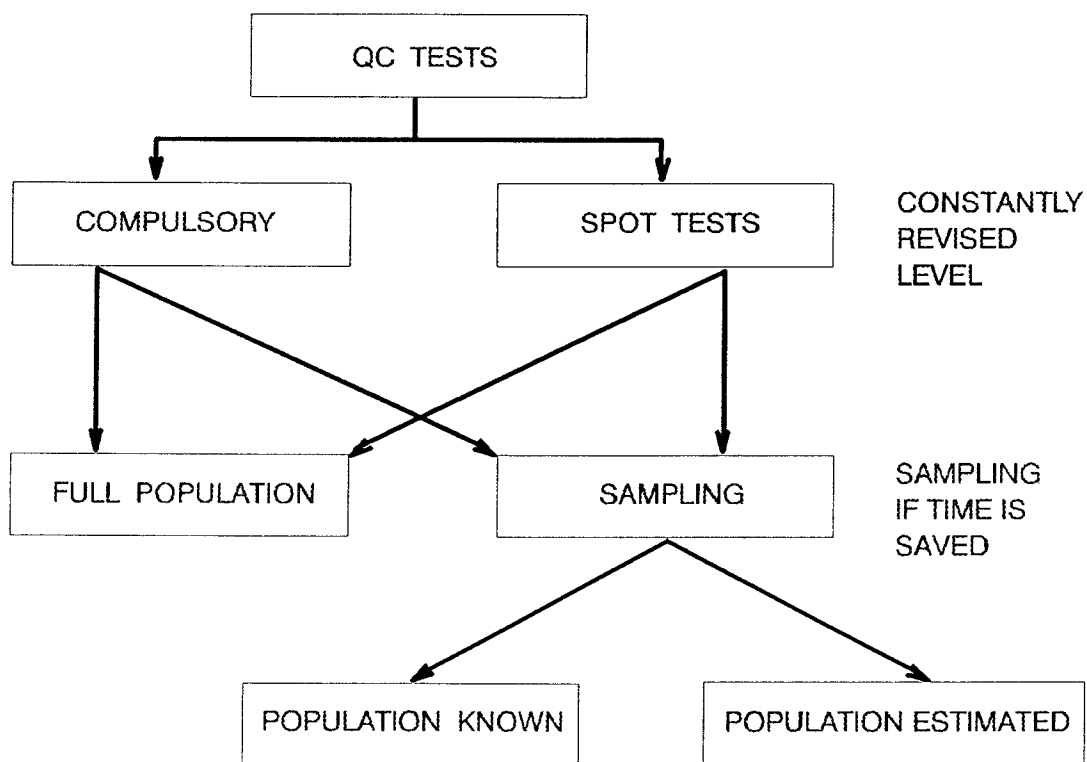 QC TESTS
COMPULSORY
SPOT TESTS
CONSTANTLY
REVISED
LEVEL
FULL POPULATION
SAMPLING
SAMPLING
IF TIME IS
SAVED
POPULATION KNOWN
POPULATION ESTIMATED